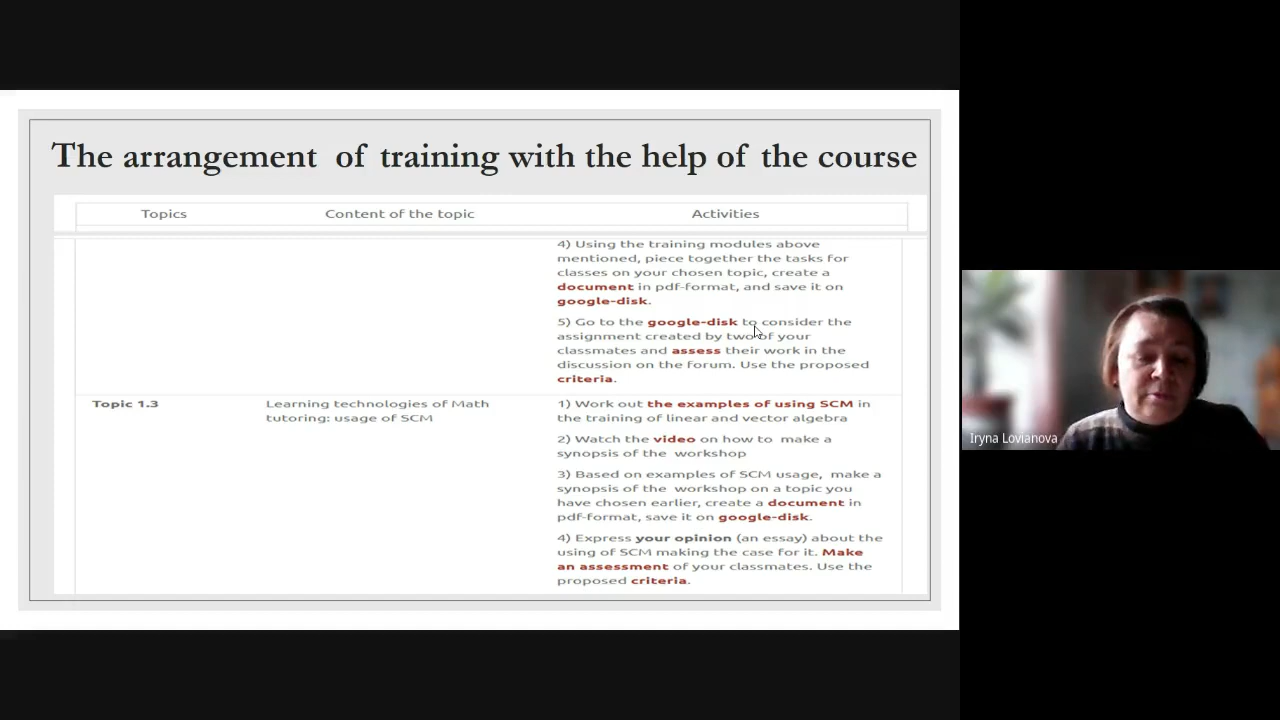 The arrangement of training with the help of the course
Topics Content of the topic Activities
4) Using the training modules above
mentioned, piece together the tasks for
classes on your chosen topic, create a
document in pdf-format, and save it on
google-disk.
5) Go to the google-disk to consider the
assignment created by two of your
classmates and assess their work in the
discussion on the forum. Use the proposed
criteria.
Topic 1.3
Learning technologies of Math
tutoring: usage of SCM
1) Work out the examples of using SCM in
the training of linear and vector algebra
2) Watch the video on how to make a
synopsis of the workshop
3) Based on examples of SCM usage, make a
synopsis of the workshop on a topic you
have chosen earlier, create a document in
pdf-format, save it on google-disk.
4) Express your opinion (an essay) about the
using of SCM making the case for it. Make
an assessment of your classmates. Use the
proposed criteria.
Iryna Lovianova